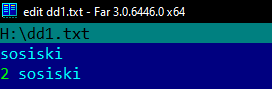 edit dd1.txt - Far 3.0.6446.0 x64
H:\dd1.txt
sosiski
2 sosiski